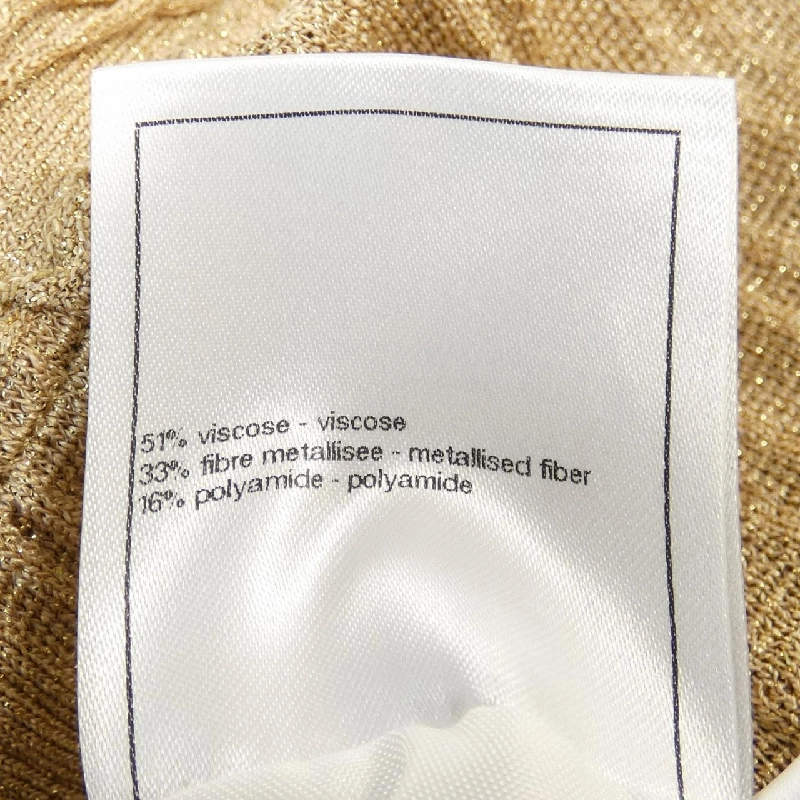 51% viscose - viscose
33% fibre metallisee - metallised fiber
16% polyamide - polyamide